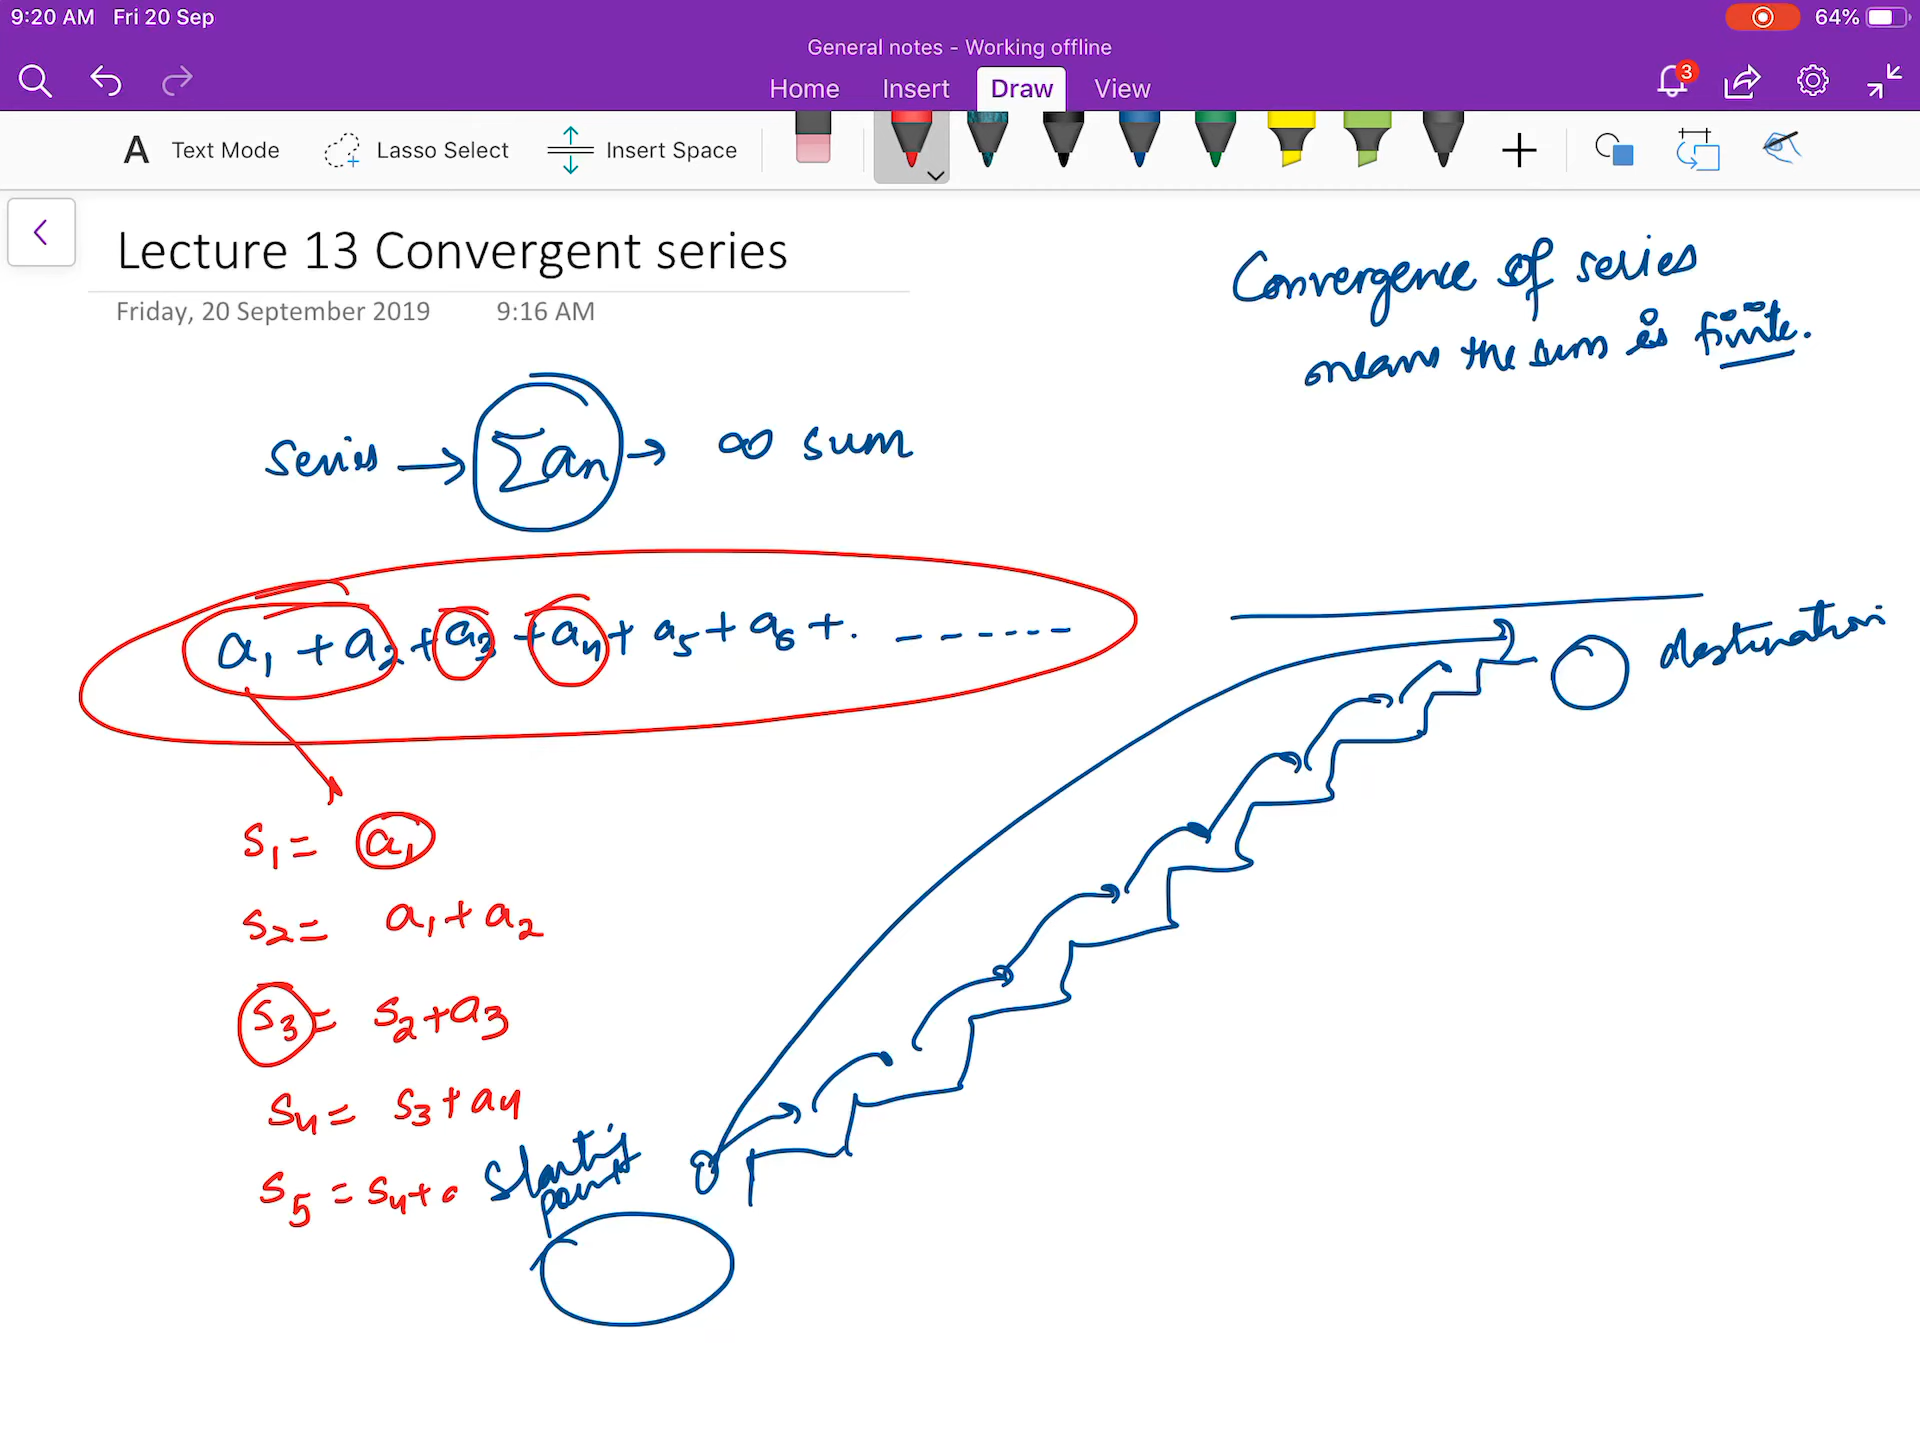 9:20 AM Fri 20 Sep
64%
General notes - Working offline
Home Insert Draw View
3
A Text Mode Lasso Select Insert Space
Lecture 13 Convergent series
Friday, 20 September 2019 9:16 AM
Convergence of series
means the sum is finite.
series → Σan → ∞ sum
a1 + a2 + a3 + a4 + a5 + a6 + . - - - - - -
destination
S1 = a1
S2 = a1 + a2
S3 = S2 + a3
S4 = S3 + a4
S5 = S4 +
Starting
point